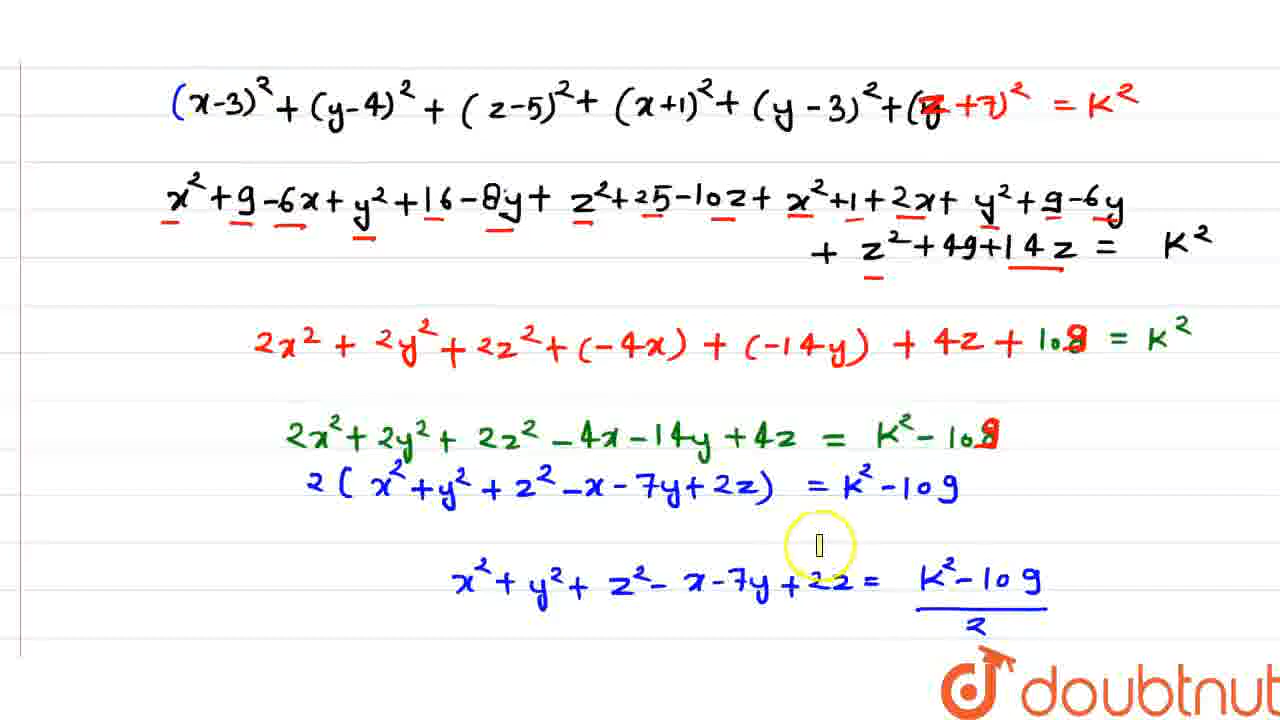 (x-3)² + (y-4)² + (z-5)² + (x+1)² + (y-3)² + (z+7)² = K²
x² + 9 - 6x + y² + 16 - 8y + z² + 25 - 10z + x² + 1 + 2x + y² + 9 - 6y
+ z² + 49 + 14z = K²
2x² + 2y² + 2z² + (-4x) + (-14y) + 4z + 109 = K²
2x² + 2y² + 2z² - 4x - 14y + 4z = K² - 109
2(x² + y² + z² - x - 7y + 2z) = K² - 109
x² + y² + z² - x - 7y + 2z = K² - 109
2
doubtnut